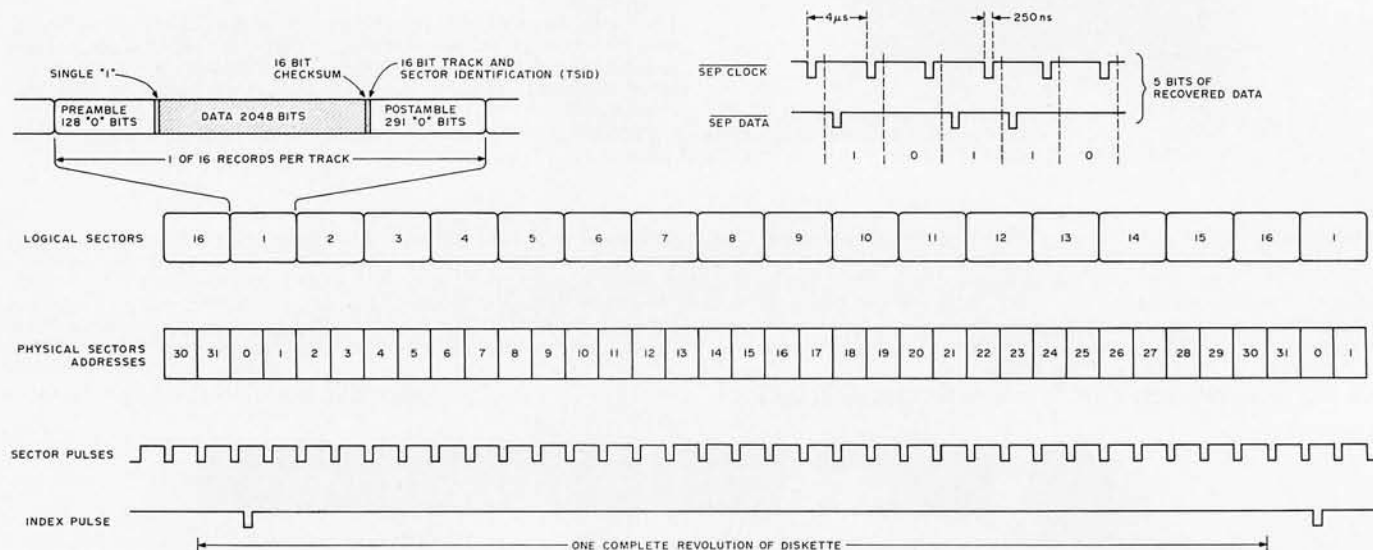 SINGLE "1"
16 BIT
CHECKSUM
16 BIT TRACK AND
SECTOR IDENTIFICATION (TSID)
PREAMBLE
128 "0" BITS
DATA 2048 BITS
POSTAMBLE
291 "0" BITS
1 OF 16 RECORDS PER TRACK
4μs
250ns
SEP CLOCK
SEP DATA
5 BITS OF
RECOVERED DATA
1 0 1 1 0
LOGICAL SECTORS
16 1 2 3 4 5 6 7 8 9 10 11 12 13 14 15 16 1
PHYSICAL SECTORS
ADDRESSES
30 31 0 1 2 3 4 5 6 7 8 9 10 11 12 13 14 15 16 17 18 19 20 21 22 23 24 25 26 27 28 29 30 31 0 1
SECTOR PULSES
INDEX PULSE
ONE COMPLETE REVOLUTION OF DISKETTE